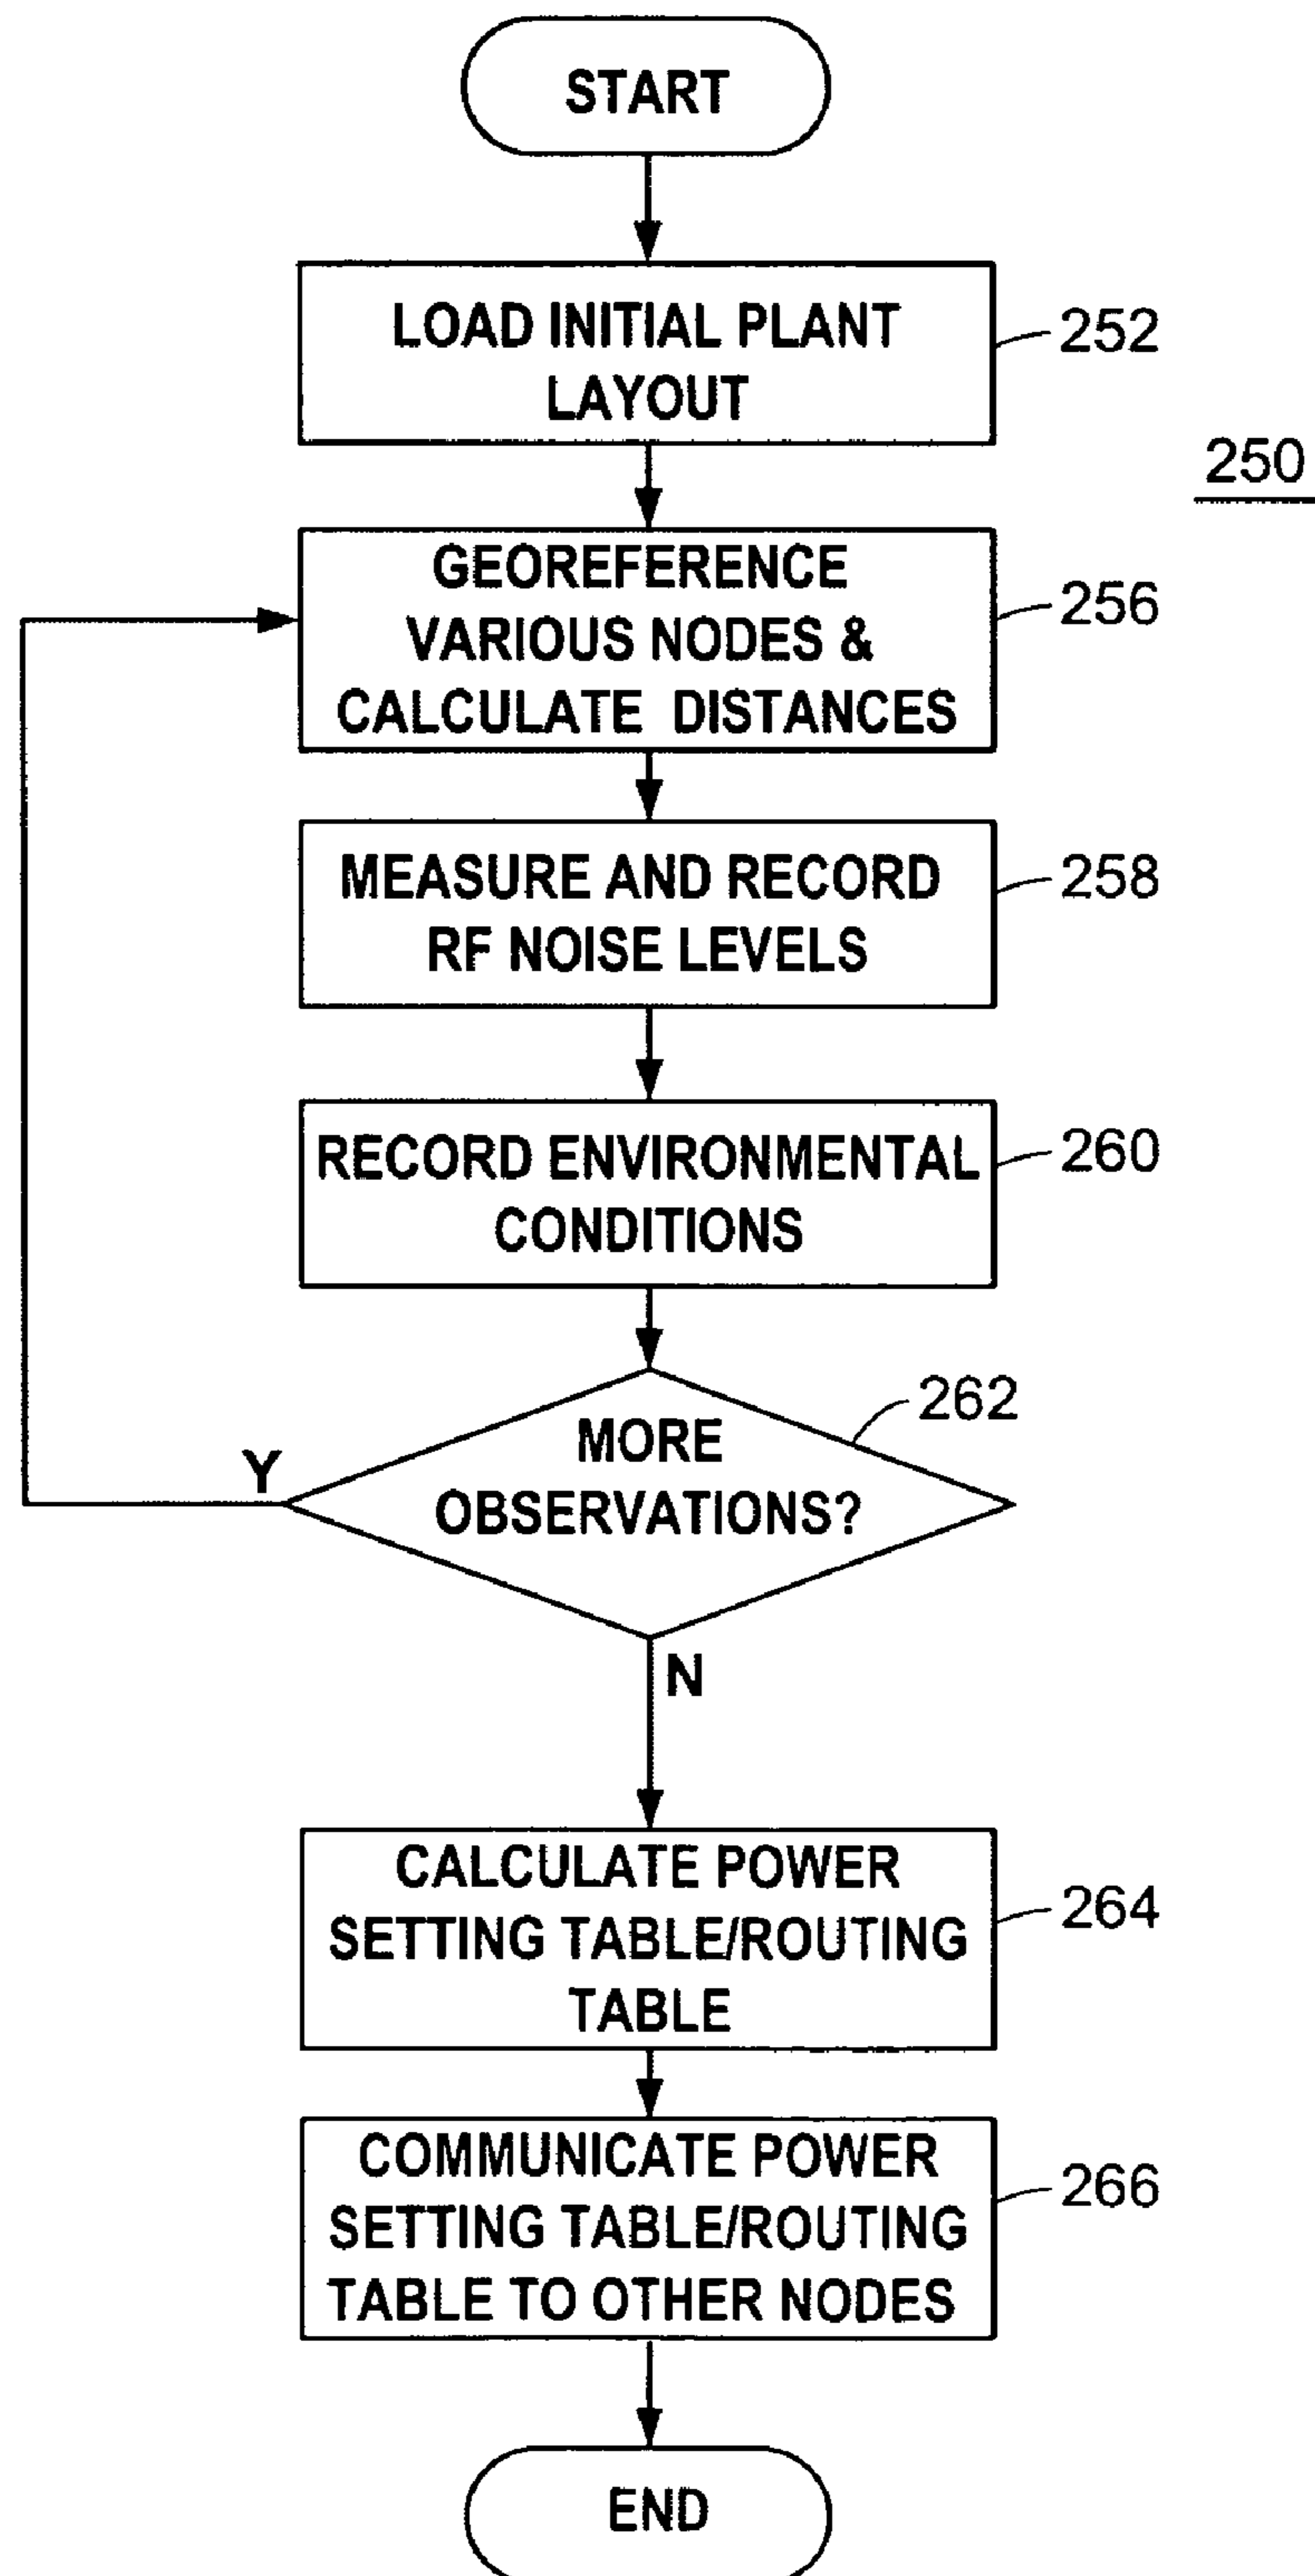 START
LOAD INITIAL PLANT
LAYOUT
252
250
GEOREFERENCE
VARIOUS NODES &
CALCULATE DISTANCES
256
MEASURE AND RECORD
RF NOISE LEVELS
258
RECORD ENVIRONMENTAL
CONDITIONS
260
MORE
OBSERVATIONS?
262
Y
N
CALCULATE POWER
SETTING TABLE/ROUTING
TABLE
264
COMMUNICATE POWER
SETTING TABLE/ROUTING
TABLE TO OTHER NODES
266
END